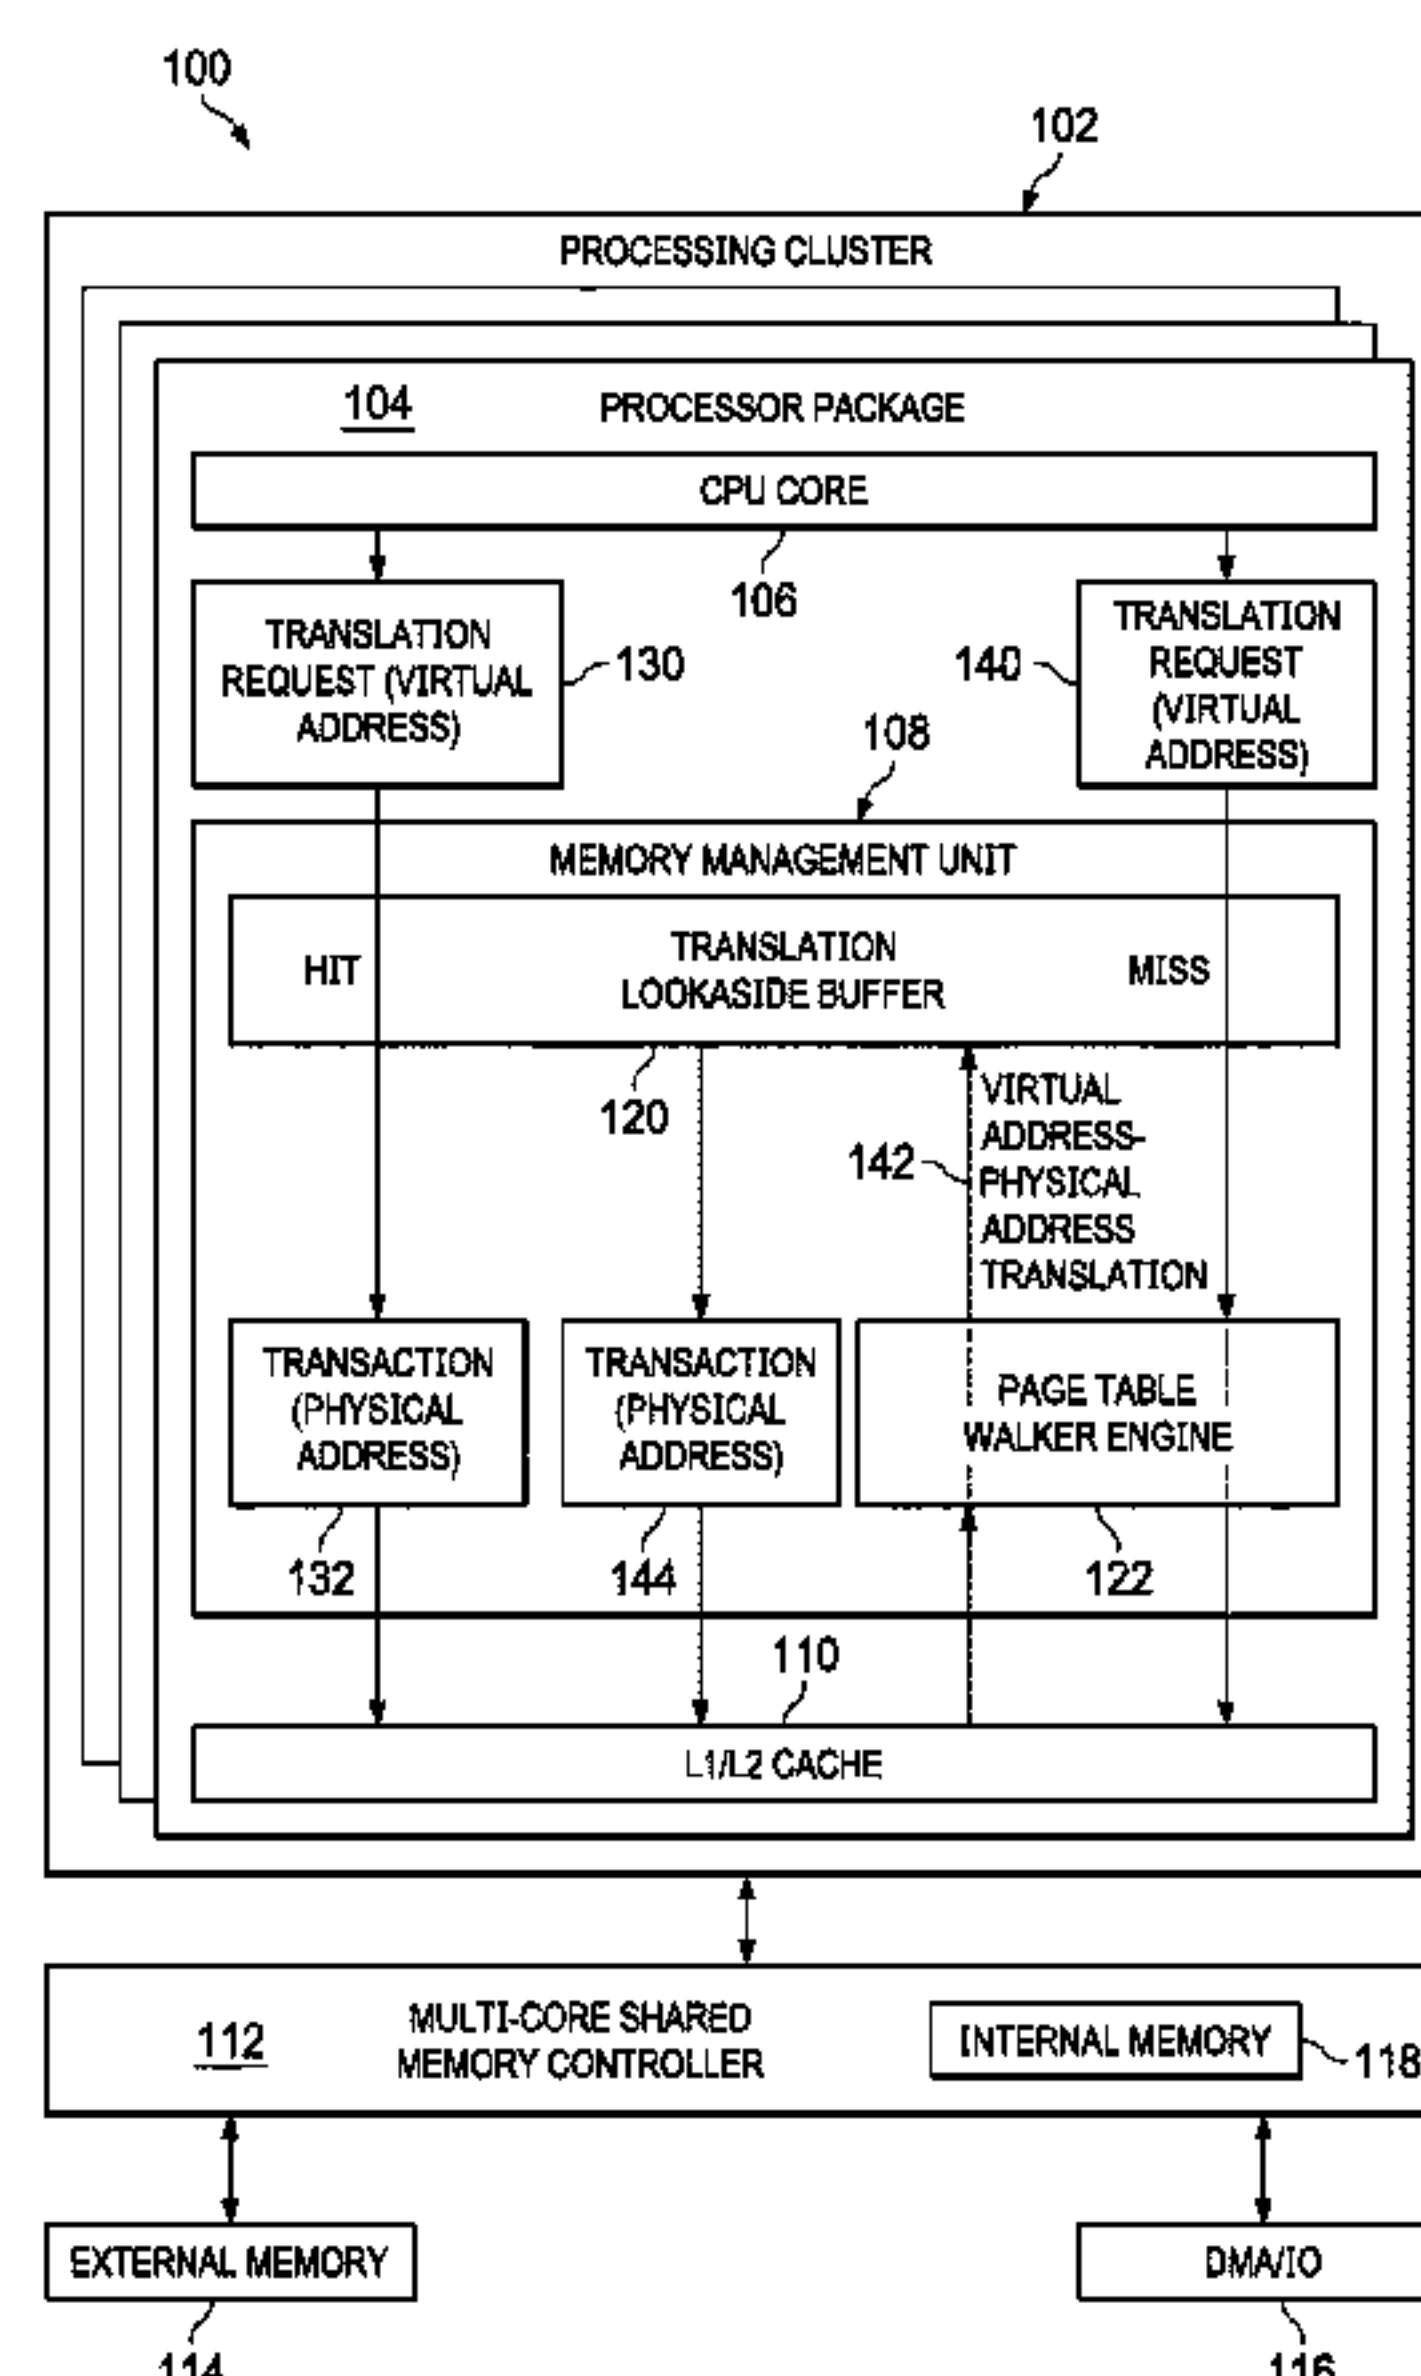 100
102
PROCESSING CLUSTER
104
PROCESSOR PACKAGE
CPU CORE
106
TRANSLATION
REQUEST (VIRTUAL
ADDRESS)
130
140
TRANSLATION
REQUEST
(VIRTUAL
ADDRESS)
108
MEMORY MANAGEMENT UNIT
HIT
TRANSLATION
LOOKASIDE BUFFER
MISS
120
142
VIRTUAL
ADDRESS-
PHYSICAL
ADDRESS
TRANSLATION
TRANSACTION
(PHYSICAL
ADDRESS)
TRANSACTION
(PHYSICAL
ADDRESS)
PAGE TABLE
WALKER ENGINE
132
144
122
110
L1/L2 CACHE
112
MULTI-CORE SHARED
MEMORY CONTROLLER
INTERNAL MEMORY
118
EXTERNAL MEMORY
DMA/IO
114
116